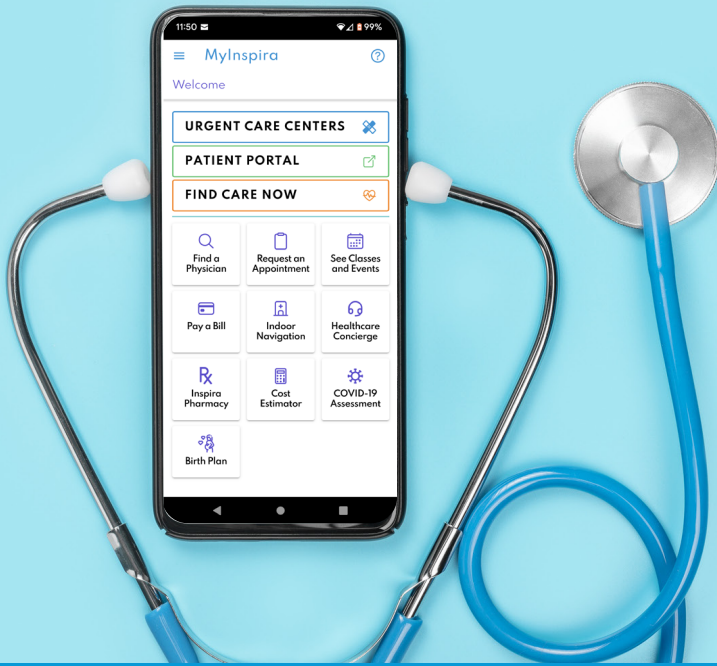 11:50
99%
MyInspira
Welcome
URGENT CARE CENTERS
PATIENT PORTAL
FIND CARE NOW
Find a
Physician
Request an
Appointment
See Classes
and Events
Pay a Bill
Indoor
Navigation
Healthcare
Concierge
Rx
Inspira
Pharmacy
Cost
Estimator
COVID-19
Assessment
Birth Plan